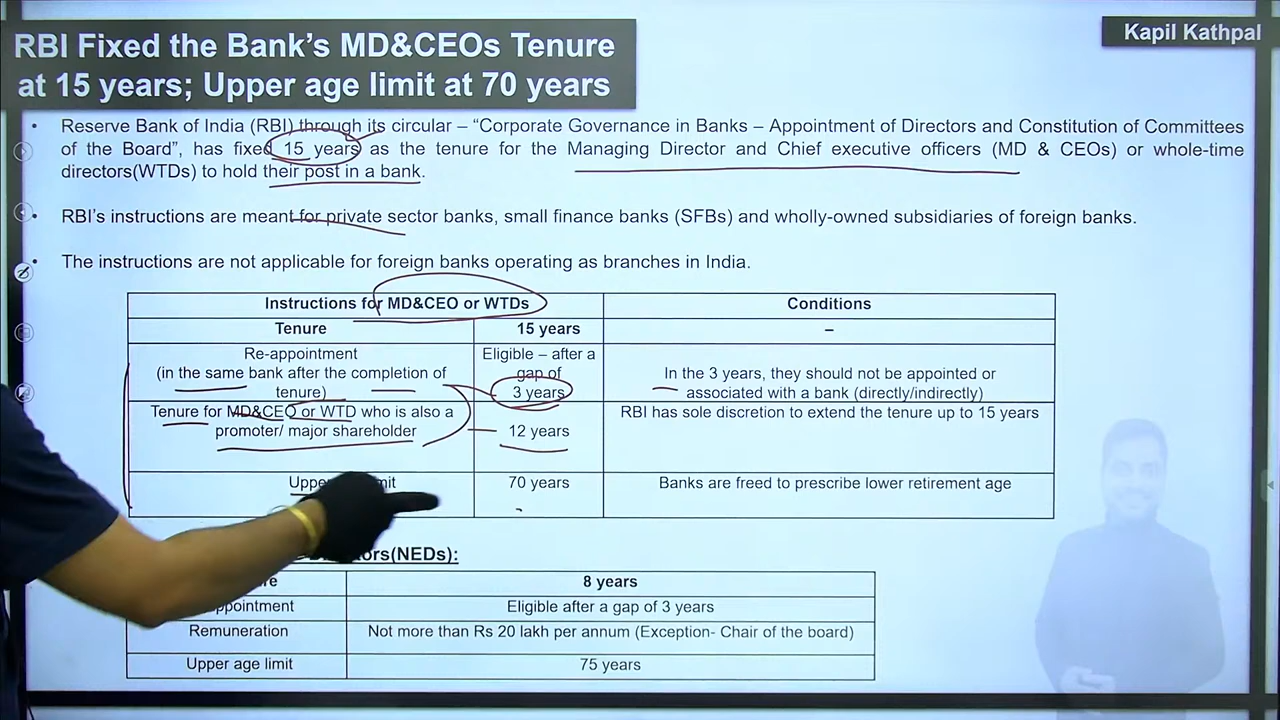 RBI Fixed the Bank's MD&CEOs Tenure
at 15 years; Upper age limit at 70 years
Kapil Kathpal
• Reserve Bank of India (RBI) through its circular – “Corporate Governance in Banks – Appointment of Directors and Constitution of Committees
of the Board”, has fixed 15 years as the tenure for the Managing Director and Chief executive officers (MD & CEOs) or whole-time
directors(WTDs) to hold their post in a bank.
• RBI's instructions are meant for private sector banks, small finance banks (SFBs) and wholly-owned subsidiaries of foreign banks.
• The instructions are not applicable for foreign banks operating as branches in India.
Instructions for MD&CEO or WTDs Conditions
Tenure 15 years –
Re-appointment
(in the same bank after the completion of
tenure)
Eligible – after a
gap of
3 years
In the 3 years, they should not be appointed or
associated with a bank (directly/indirectly)
Tenure for MD&CEO or WTD who is also a
promoter/ major shareholder
12 years
RBI has sole discretion to extend the tenure up to 15 years
70 years Banks are freed to prescribe lower retirement age
(NEDs):
8 years
Eligible after a gap of 3 years
Remuneration Not more than Rs 20 lakh per annum (Exception- Chair of the board)
Upper age limit 75 years